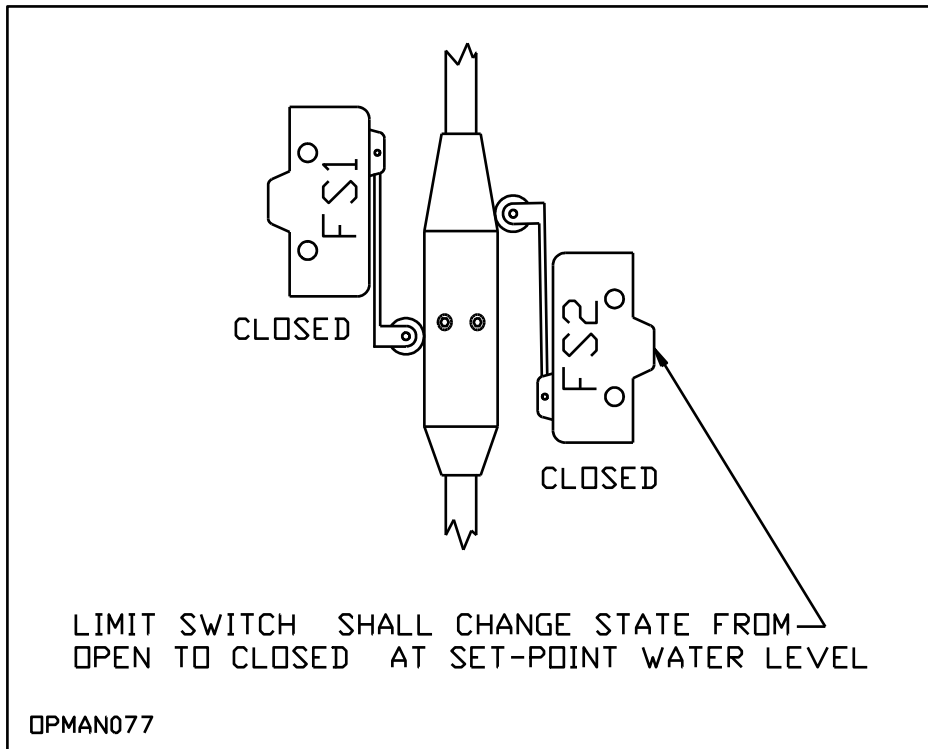 FS1
CLOSED
FS2
CLOSED
LIMIT SWITCH SHALL CHANGE STATE FROM
OPEN TO CLOSED AT SET-POINT WATER LEVEL
OPMAN077